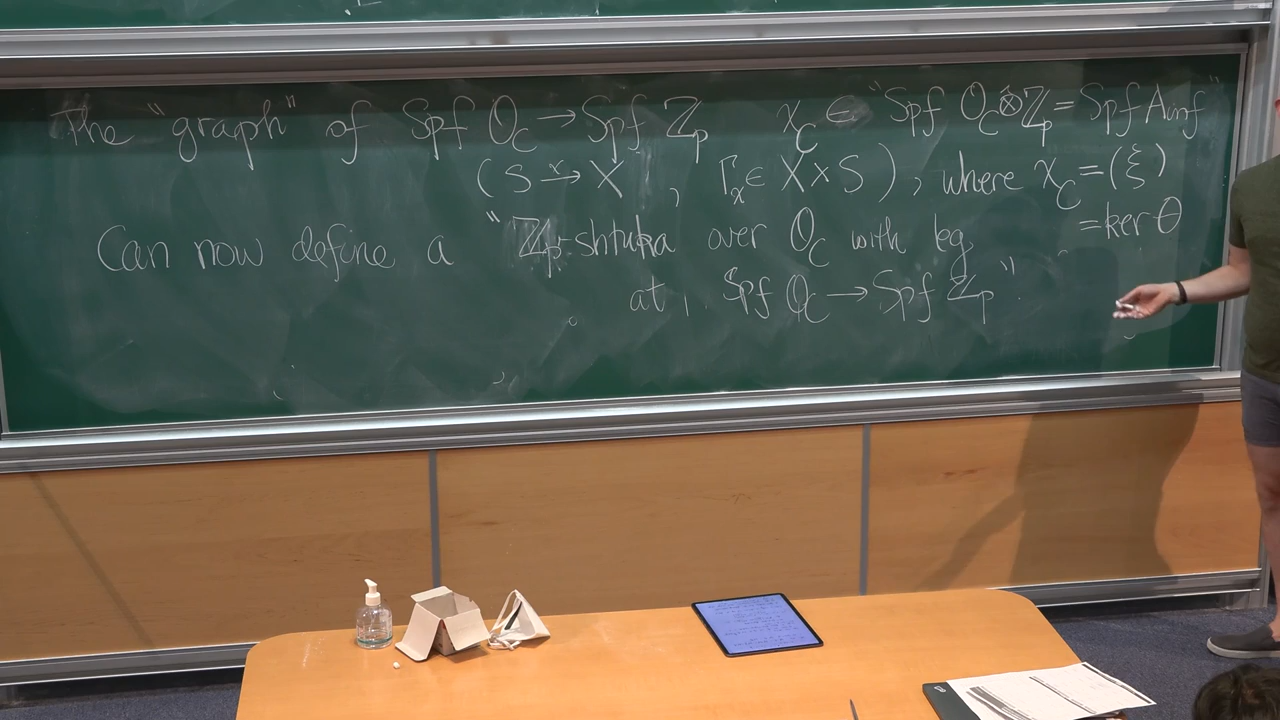 The "graph" of Spf O_C → Spf Z_p x_C ∈ "Spf O_C ⊗̂ Z_p = Spf A_inf"
(S →^x X , Γ_x ∈ X × S ), where x_C = (ξ)
= ker θ
Can now define a "Z_p-shtuka over O_C with leg
at Spf O_C → Spf Z_p"